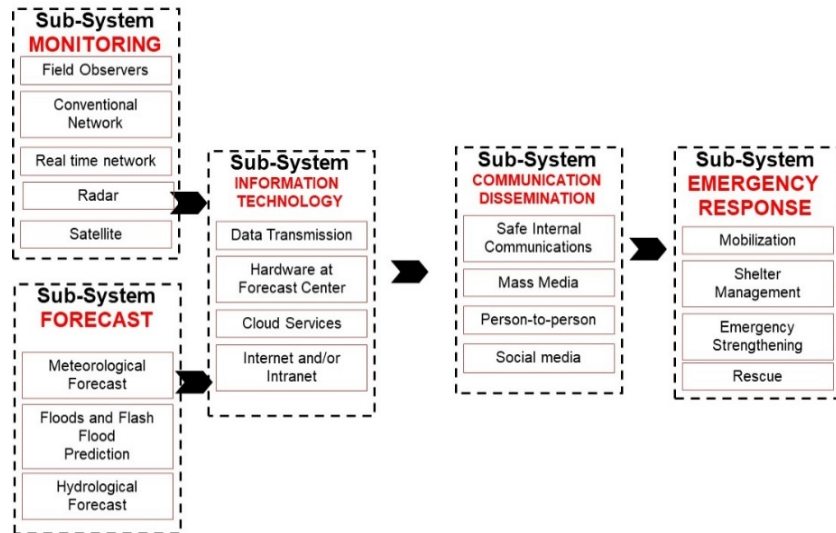 Sub-System
MONITORING
Field Observers
Conventional
Network
Real time network
Radar
Satellite
Sub-System
FORECAST
Meteorological
Forecast
Floods and Flash
Flood
Prediction
Hydrological
Forecast
Sub-System
INFORMATION
TECHNOLOGY
Data Transmission
Hardware at
Forecast Center
Cloud Services
Internet and/or
Intranet
Sub-System
COMMUNICATION
DISSEMINATION
Safe Internal
Communications
Mass Media
Person-to-person
Social media
Sub-System
EMERGENCY
RESPONSE
Mobilization
Shelter
Management
Emergency
Strengthening
Rescue